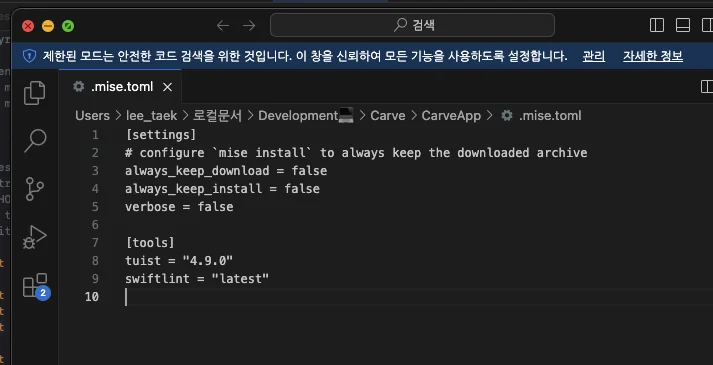 검색
제한된 모드는 안전한 코드 검색을 위한 것입니다. 이 창을 신뢰하여 모든 기능을 사용하도록 설정합니다. 관리 자세한 정보
.mise.toml
Users > lee_taek > 로컬문서 > Development💻 > Carve > CarveApp > .mise.toml
1 [settings]
2 # configure `mise install` to always keep the downloaded archive
3 always_keep_download = false
4 always_keep_install = false
5 verbose = false
6
7 [tools]
8 tuist = "4.9.0"
9 swiftlint = "latest"
10
2